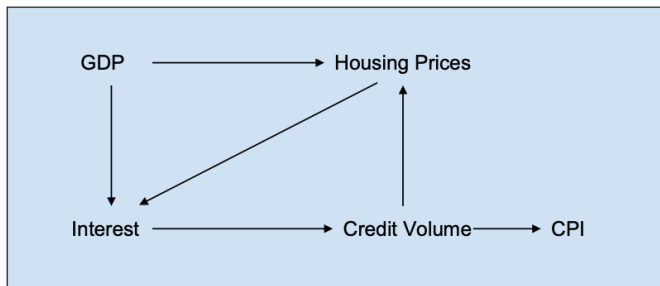 GDP
Housing Prices
Interest
Credit Volume
CPI